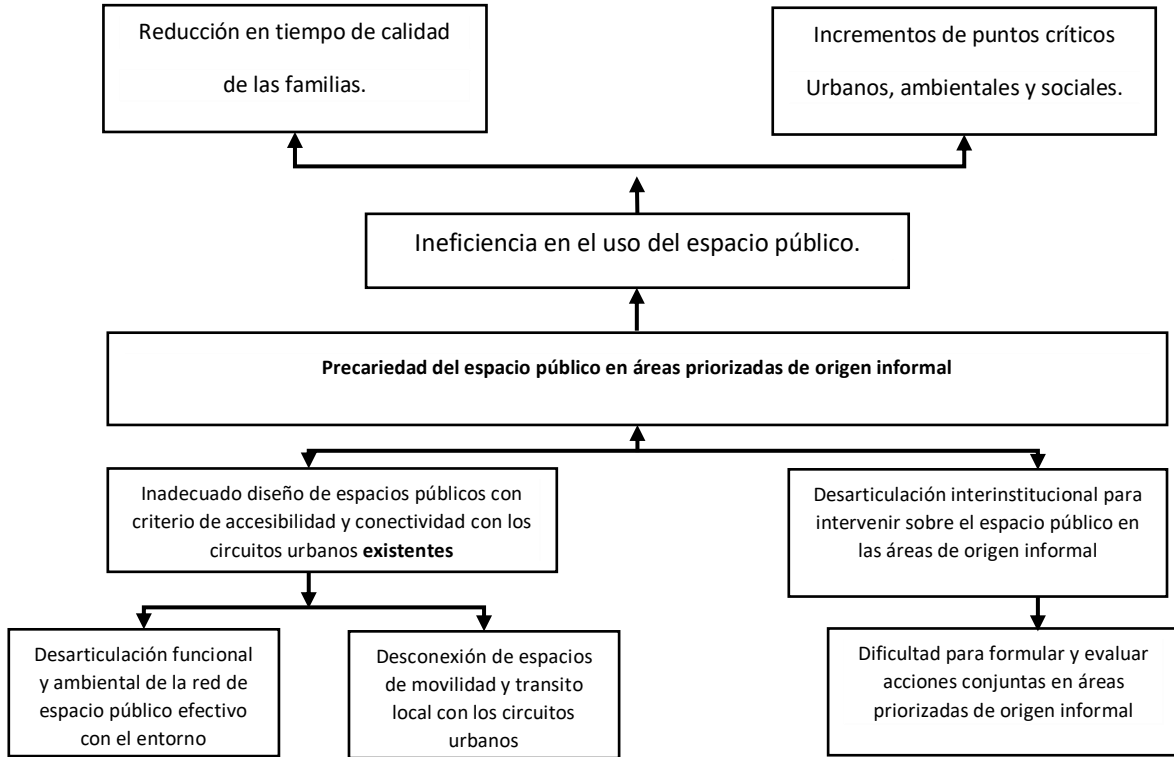 Reducción en tiempo de calidad
de las familias.
Incrementos de puntos críticos
Urbanos, ambientales y sociales.
Ineficiencia en el uso del espacio público.
Precariedad del espacio público en áreas priorizadas de origen informal
Inadecuado diseño de espacios públicos con
criterio de accesibilidad y conectividad con los
circuitos urbanos existentes
Desarticulación interinstitucional para
intervenir sobre el espacio público en
las áreas de origen informal
Desarticulación funcional
y ambiental de la red de
espacio público efectivo
con el entorno
Desconexión de espacios
de movilidad y transito
local con los circuitos
urbanos
Dificultad para formular y evaluar
acciones conjuntas en áreas
priorizadas de origen informal